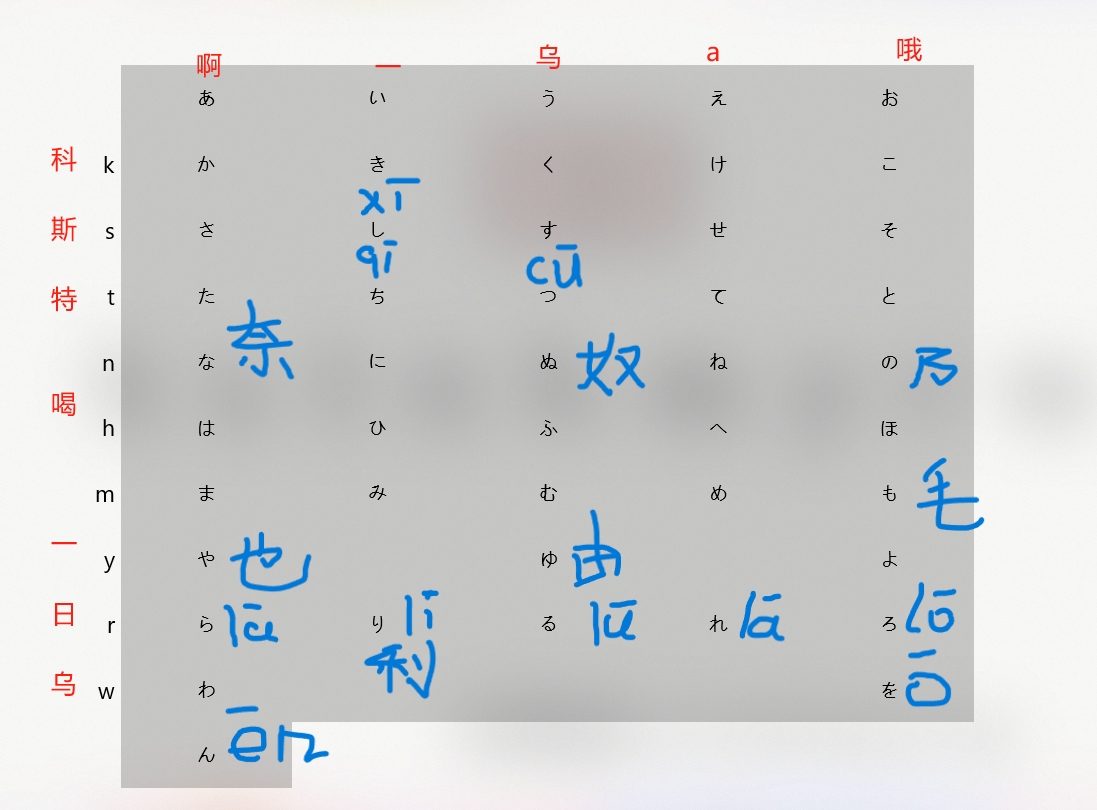 啊 一 乌 a 哦
あ い う え お
科 k か き く け こ
xī
斯 s さ し す せ そ
qī cū
特 t た ち つ て と
n な 奈 に ぬ 奴 ね の 乃
喝 h は ひ ふ へ ほ
m ま み む め も 毛
一 y や 也 ゆ 由 よ
日 r ら lā り lī る lū れ lā ろ lō
利
乌 w わ を ō
ん ēn